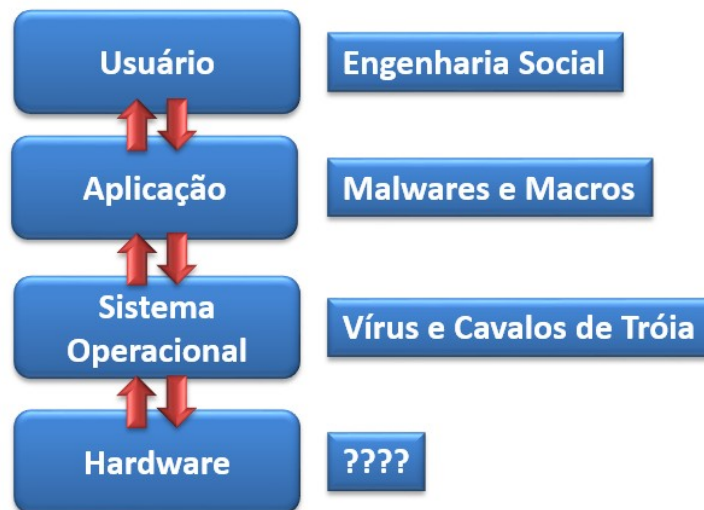 Usuário
Engenharia Social
Aplicação
Malwares e Macros
Sistema
Operacional
Vírus e Cavalos de Tróia
Hardware
????